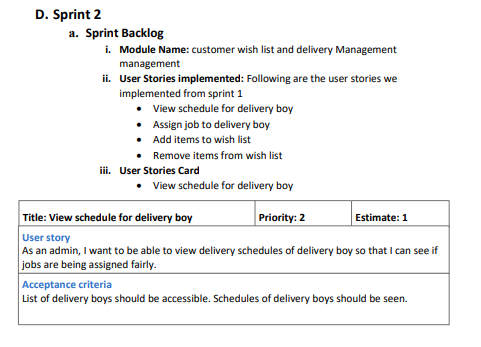 D. Sprint 2
a. Sprint Backlog
i. Module Name: customer wish list and delivery Management
management
ii. User Stories implemented: Following are the user stories we
implemented from sprint 1
• View schedule for delivery boy
• Assign job to delivery boy
• Add items to wish list
• Remove items from wish list
iii. User Stories Card
• View schedule for delivery boy
Title: View schedule for delivery boy Priority: 2 Estimate: 1
User story
As an admin, I want to be able to view delivery schedules of delivery boy so that I can see if
jobs are being assigned fairly.
Acceptance criteria
List of delivery boys should be accessible. Schedules of delivery boys should be seen.